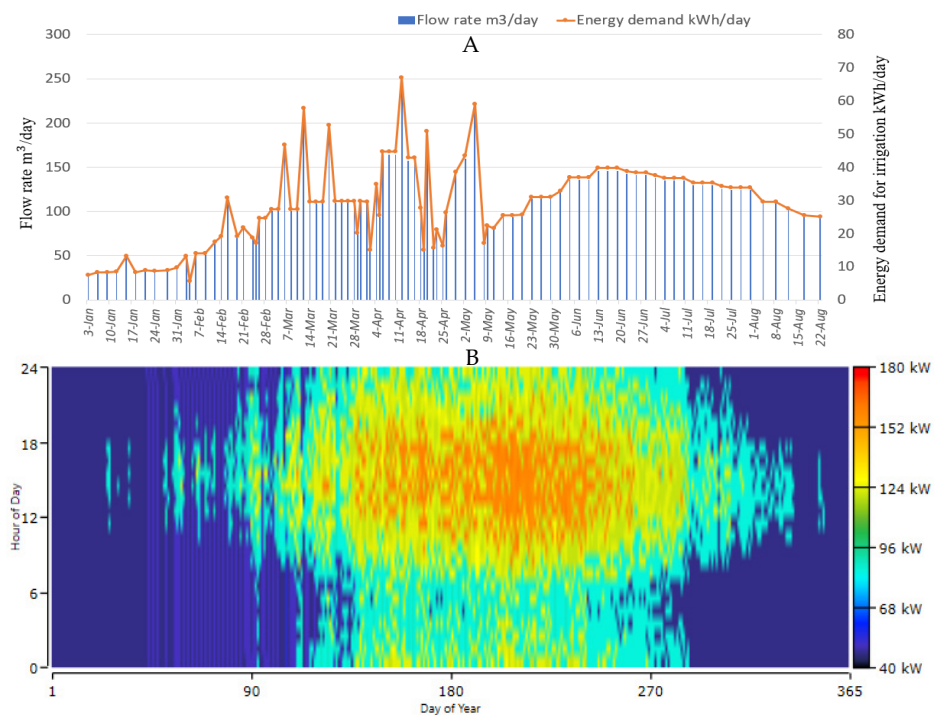 Flow rate m3/day Energy demand kWh/day
A
Flow rate m³/day
300
250
200
150
100
50
0
80
70
60
50
40
30
20
10
0
Energy demand for irrigation kWh/day
3-Jan 10-Jan 17-Jan 24-Jan 31-Jan 7-Feb 14-Feb 21-Feb 28-Feb 7-Mar 14-Mar 21-Mar 28-Mar 4-Apr 11-Apr 18-Apr 25-Apr 2-May 9-May 16-May 23-May 30-May 6-Jun 13-Jun 20-Jun 27-Jun 4-Jul 11-Jul 18-Jul 25-Jul 1-Aug 8-Aug 15-Aug 22-Aug
B
Hour of Day
24
18
12
6
0
180 kW
152 kW
124 kW
96 kW
68 kW
40 kW
1 90 180 270 365
Day of Year